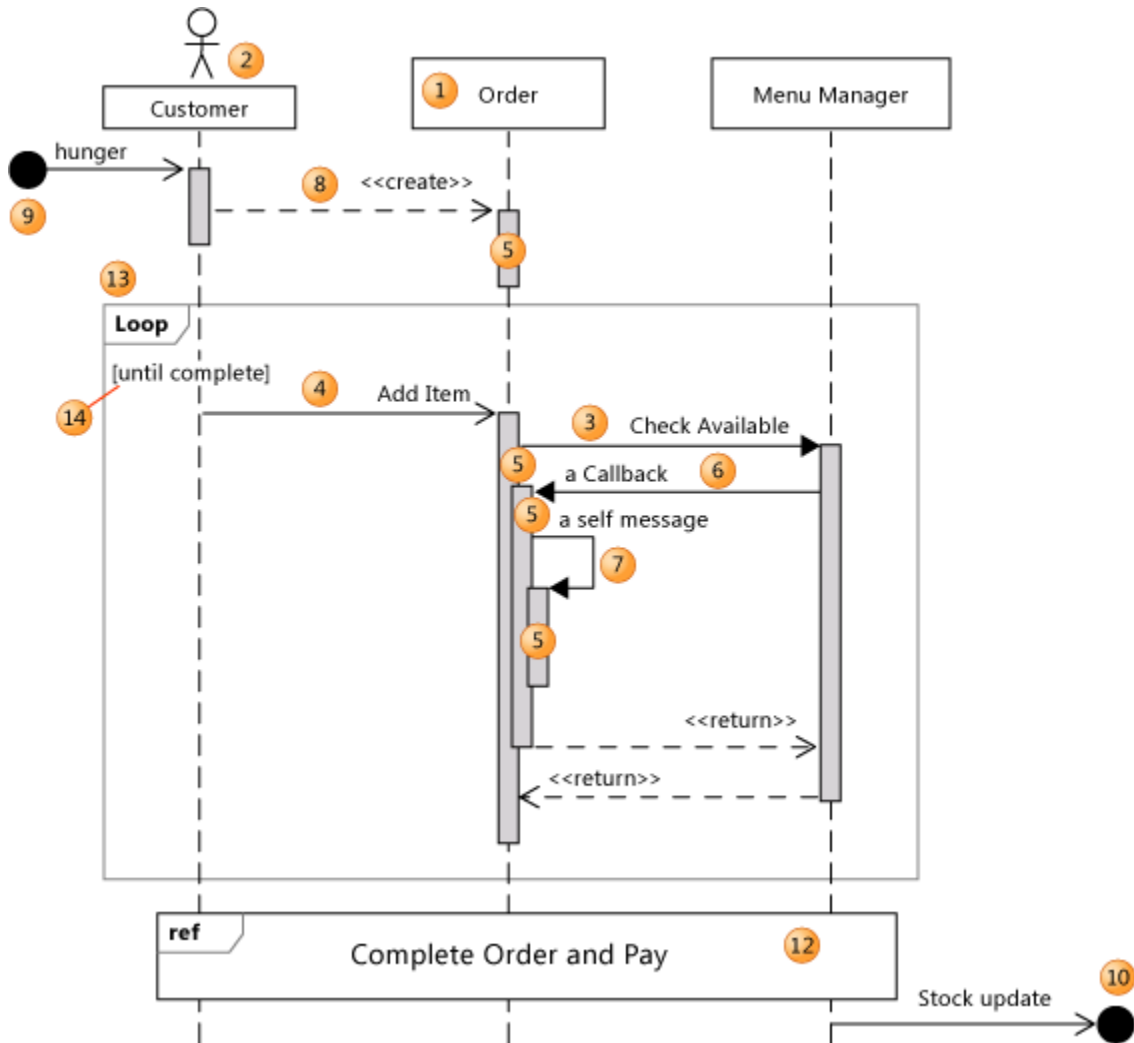 2
1
Order
Menu Manager
Customer
hunger
8
<<create>>
9
5
13
Loop
[until complete]
14
4
Add Item
3
Check Available
5
a Callback
6
5
a self message
7
5
<<return>>
<<return>>
ref
Complete Order and Pay
12
10
Stock update